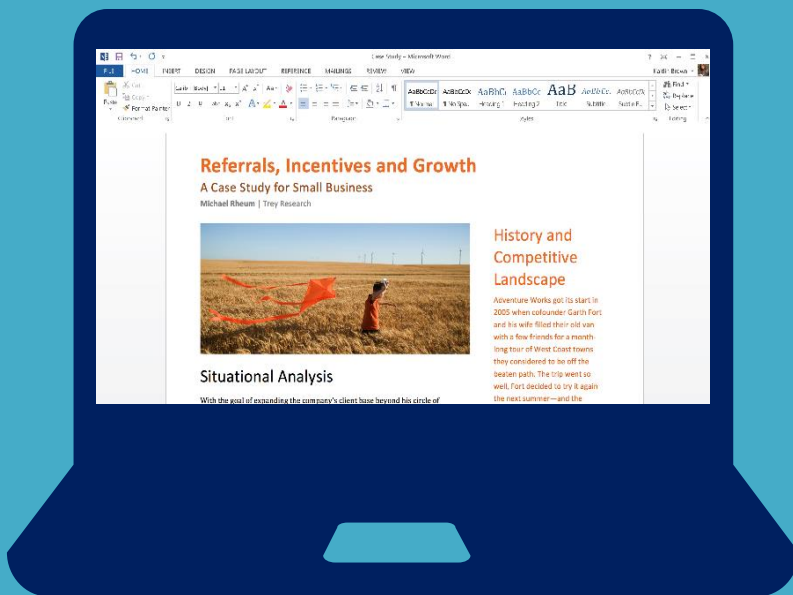 Case Study - Microsoft Word
FILE HOME INSERT DESIGN PAGE LAYOUT REFERENCE MAILINGS REVIEW VIEW
Cut
Copy
Paste Format Painter
AaBbCcDc AaBbCcDc AaBbC AaBbCc AaB AaBbCc. AaBbCcDc
¶ Normal ¶ No Spa.. Heading 1 Heading 2 Title Subtitle
Find
Replace
Select
Clipboard Font Paragraph Styles Editing
Referrals, Incentives and Growth
A Case Study for Small Business
Michael Rheum | Trey Research
History and
Competitive
Landscape
Adventure Works got its start in
2005 when cofounder Garth Fort
and his wife filled their old van
with a few friends for a month-
long tour of West Coast towns
they considered to be off the
beaten path. The trip went so
well, Fort decided to try it again
the next summer—and the
Situational Analysis
With the goal of expanding the company's client base beyond his circle of